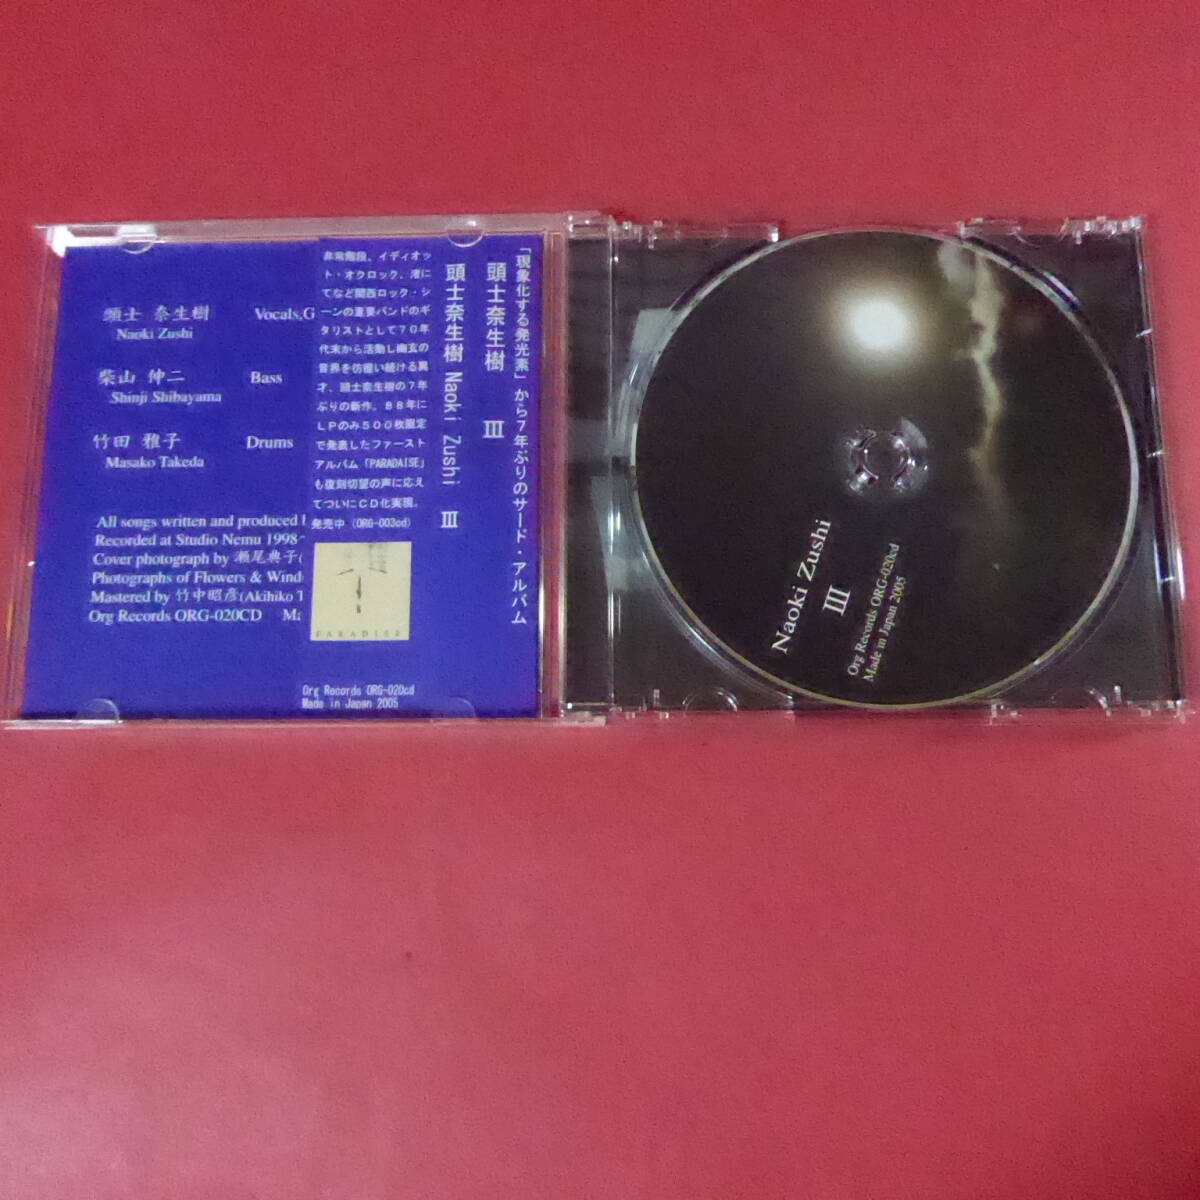 頭士 奈生樹 Vocals,G
Naoki Zushi
柴山 伸二 Bass
Shinji Shibayama
竹田 雅子 Drums
Masako Takeda
All songs written and produced
Recorded at Studio Nemu 1998~
Cover photograph by 瀬尾典子(
Photographs of Flowers & Wind
Mastered by 竹中昭彦(Akihiko T
Org Records ORG-020CD
「現象化する発光素」から7年ぶりのサード・アルバム
頭士奈生樹 III
頭士奈生樹 Naoki Zushi III
非常階段、イディオッ
ト・オクロック、渚に
てなど関西ロック・シ
ーンの重要バンドのギ
タリストとして70年
代末から活動し幽玄の
音界を彷徨い続ける異
才、頭士奈生樹の7年
ぶりの新作。88年に
LPのみ500枚限定
で発表したファースト
アルバム「PARADAISE」
も復刻切望の声に応え
てついにCD化実現。
発売中 (ORG-003cd)
PARADISE
Org Records ORG-020cd
Made in Japan 2005
Naoki Zushi
III
Org Records ORG-020cd
Made in Japan 2005